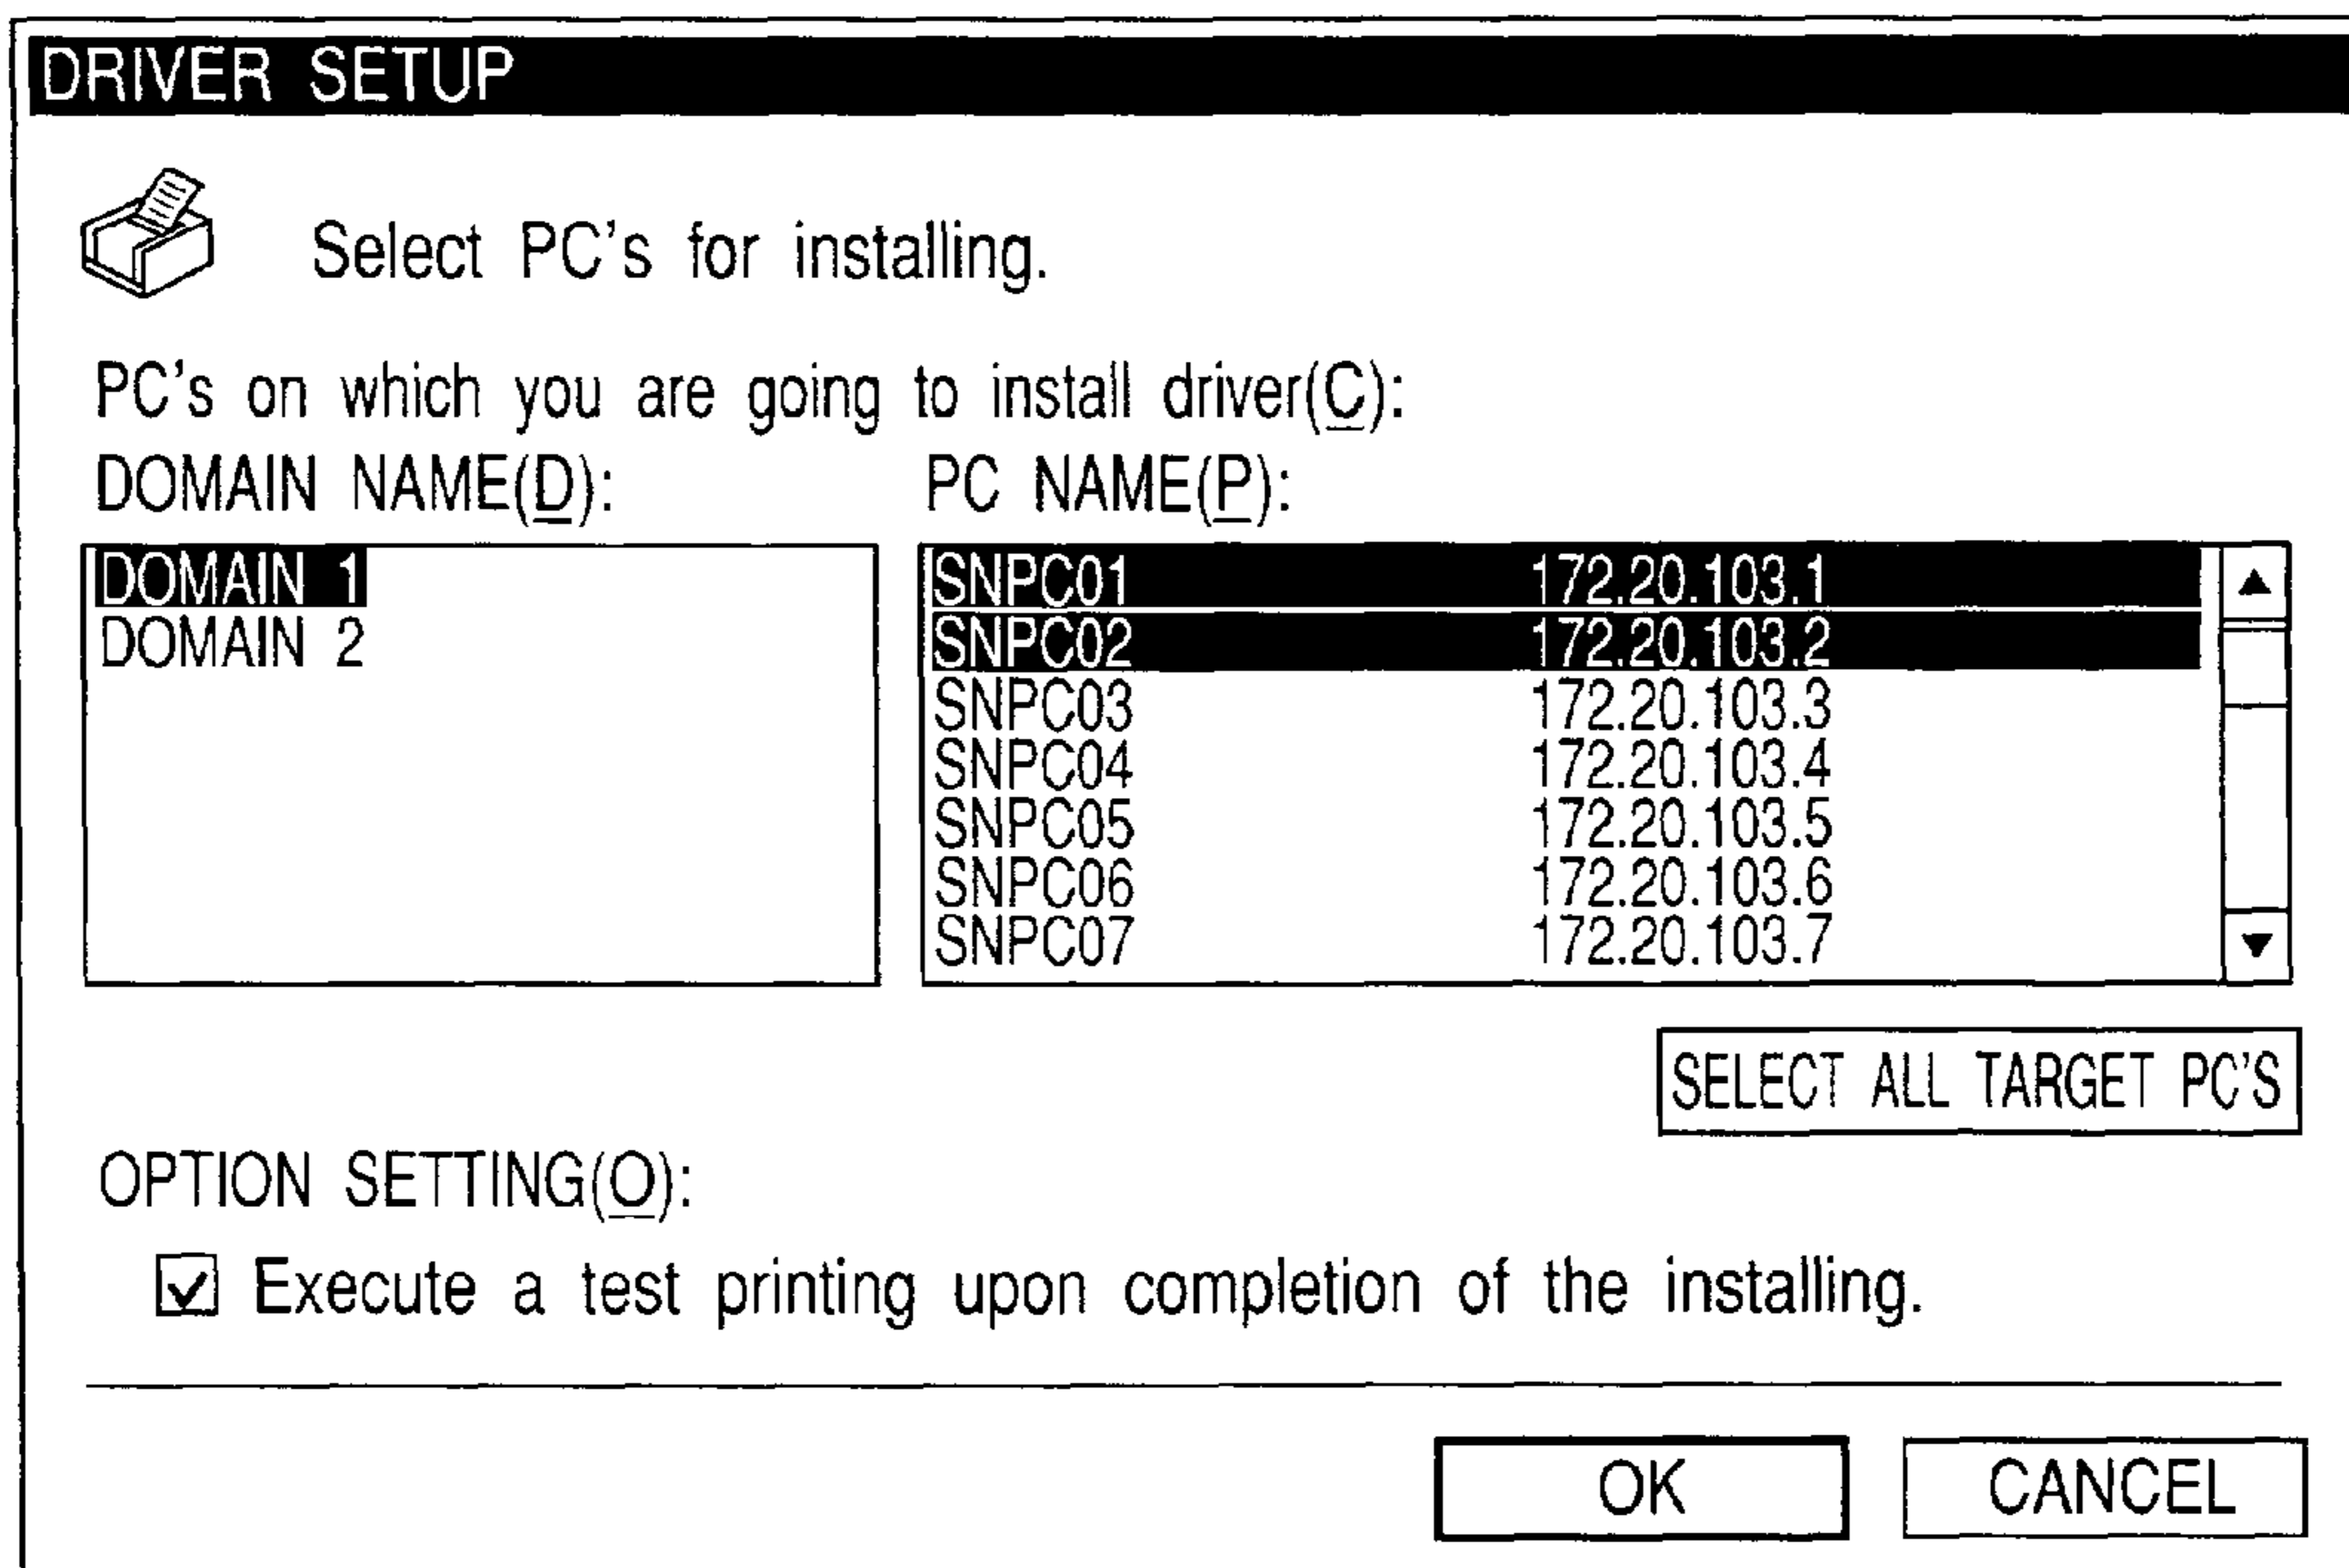 DRIVER SETUP
Select PC's for installing.
PC's on which you are going to install driver(C):
DOMAIN NAME(D): PC NAME(P):
DOMAIN 1
DOMAIN 2
SNPC01 172.20.103.1
SNPC02 172.20.103.2
SNPC03 172.20.103.3
SNPC04 172.20.103.4
SNPC05 172.20.103.5
SNPC06 172.20.103.6
SNPC07 172.20.103.7
SELECT ALL TARGET PC'S
OPTION SETTING(O):
Execute a test printing upon completion of the installing.
OK CANCEL